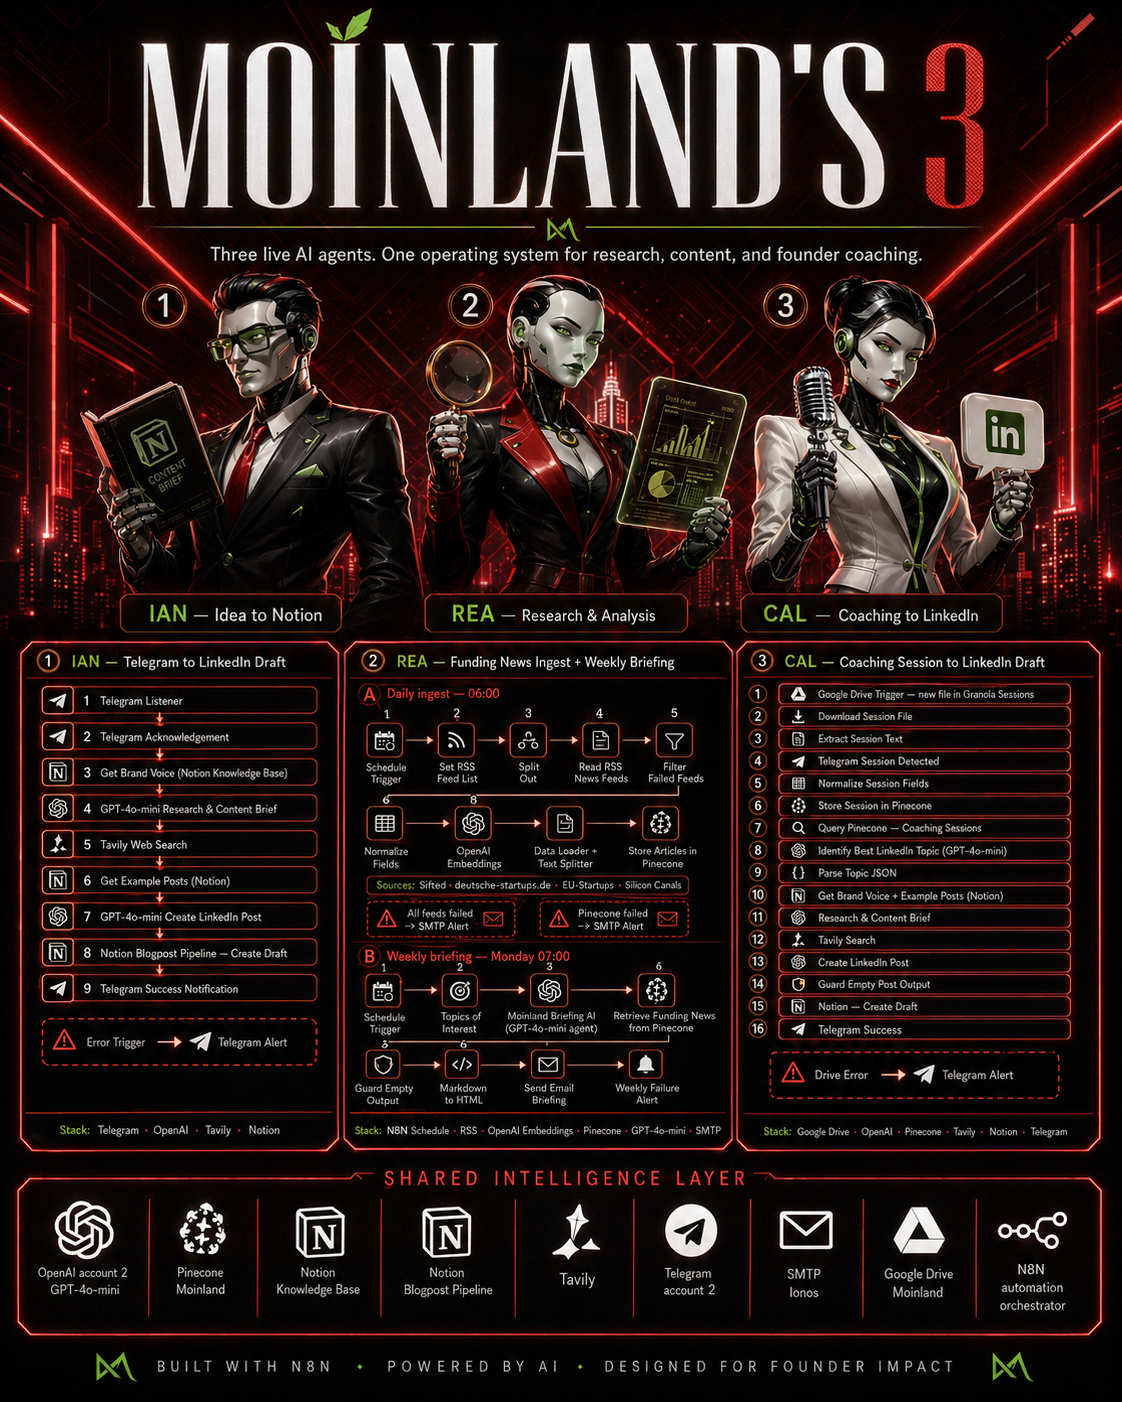 MOINLAND'S 3
Three live AI agents. One operating system for research, content, and founder coaching.
1
2
3
N
CONTENT
BRIEF
in
IAN — Idea to Notion
REA — Research & Analysis
CAL — Coaching to LinkedIn
1 IAN — Telegram to LinkedIn Draft
1 Telegram Listener
2 Telegram Acknowledgement
3 Get Brand Voice (Notion Knowledge Base)
4 GPT-4o-mini Research & Content Brief
5 Tavily Web Search
6 Get Example Posts (Notion)
7 GPT-4o-mini Create LinkedIn Post
8 Notion Blogpost Pipeline — Create Draft
9 Telegram Success Notification
Error Trigger
Telegram Alert
Stack: Telegram · OpenAI · Tavily · Notion
2 REA — Funding News Ingest + Weekly Briefing
A Daily ingest — 06:00
1
2
3
4
5
Schedule
Trigger
Set RSS
Feed List
Split
Out
Read RSS
News Feeds
Filter
Failed Feeds
6
8
Normalize
Fields
OpenAI
Embeddings
Data Loader +
Text Splitter
Store Articles in
Pinecone
Sources: Sifted · deutsche-startups.de · EU-Startups · Silicon Canals
All feeds failed
→ SMTP Alert
Pinecone failed
→ SMTP Alert
B Weekly briefing — Monday 07:00
1
2
3
6
Schedule
Trigger
Topics of
Interest
Moinland Briefing AI
(GPT-4o-mini agent)
Retrieve Funding News
from Pinecone
6
Guard Empty
Output
Markdown
to HTML
Send Email
Briefing
Weekly Failure
Alert
Stack: N8N Schedule · RSS · OpenAI Embeddings · Pinecone · GPT-4o-mini · SMTP
3 CAL — Coaching Session to LinkedIn Draft
1 Google Drive Trigger — new file in Granola Sessions
2 Download Session File
3 Extract Session Text
4 Telegram Session Detected
5 Normalize Session Fields
6 Store Session in Pinecone
7 Query Pinecone — Coaching Sessions
8 Identify Best LinkedIn Topic (GPT-4o-mini)
9 {} Parse Topic JSON
10 Get Brand Voice + Example Posts (Notion)
11 Research & Content Brief
12 Tavily Search
13 Create LinkedIn Post
14 Guard Empty Post Output
15 Notion — Create Draft
16 Telegram Success
Drive Error
Telegram Alert
Stack: Google Drive · OpenAI · Pinecone · Tavily · Notion · Telegram
SHARED INTELLIGENCE LAYER
OpenAI account 2
GPT-4o-mini
Pinecone
Moinland
Notion
Knowledge Base
Notion
Blogpost Pipeline
Tavily
Telegram
account 2
SMTP
Ionos
Google Drive
Moinland
N8N
automation
orchestrator
BUILT WITH N8N · POWERED BY AI · DESIGNED FOR FOUNDER IMPACT